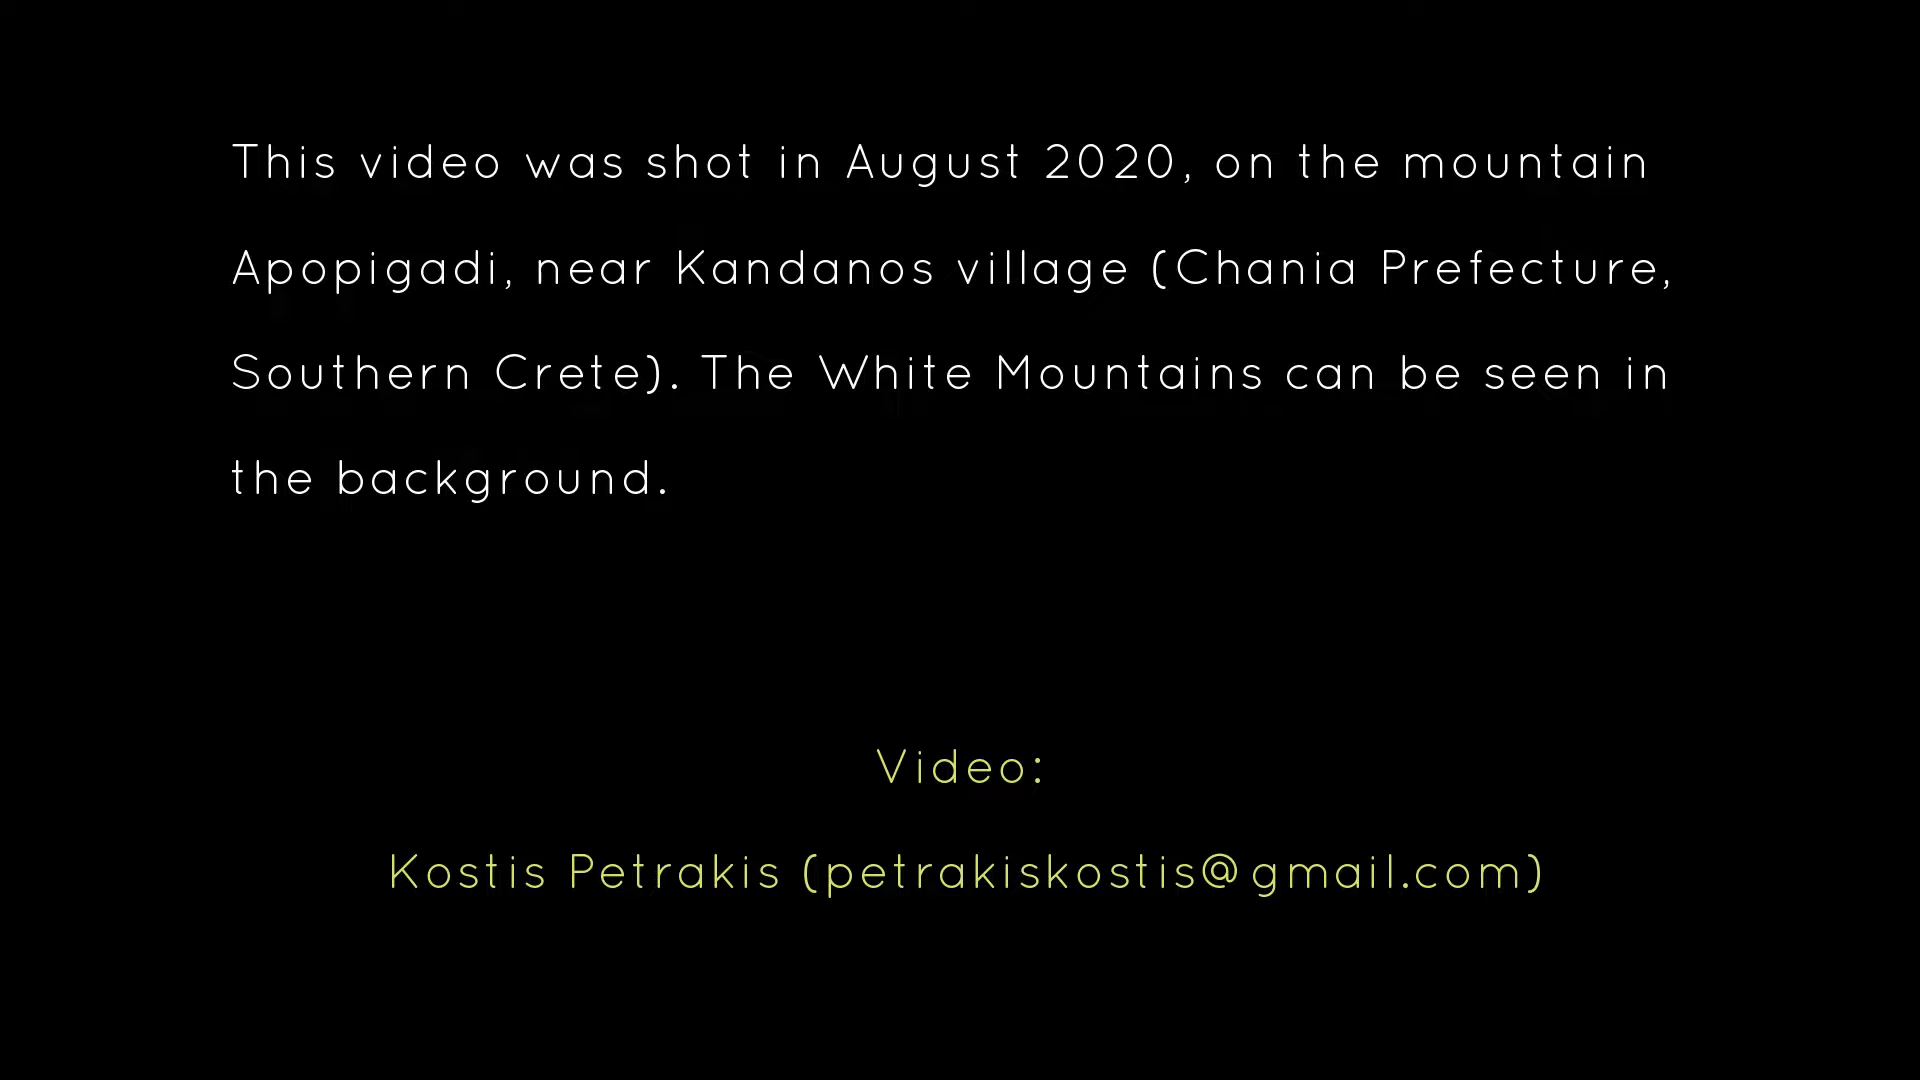 This video was shot in August 2020, on the mountain
Apopigadi, near Kandanos village (Chania Prefecture,
Southern Crete). The White Mountains can be seen in
the background.
Video:
Kostis Petrakis (petrakiskostis@gmail.com)